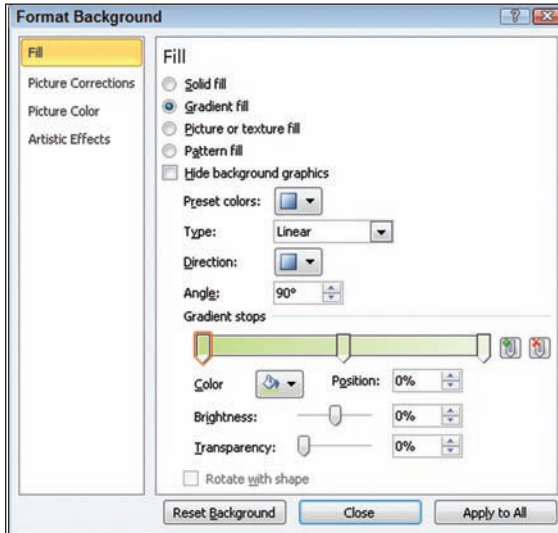 Format Background
Fill
Picture Corrections
Picture Color
Artistic Effects
Fill
Solid fill
Gradient fill
Picture or texture fill
Pattern fill
Hide background graphics
Preset colors:
Type: Linear
Direction:
Angle: 90°
Gradient stops
Color Position: 0%
Brightness: 0%
Transparency: 0%
Rotate with shape
Reset Background Close Apply to All